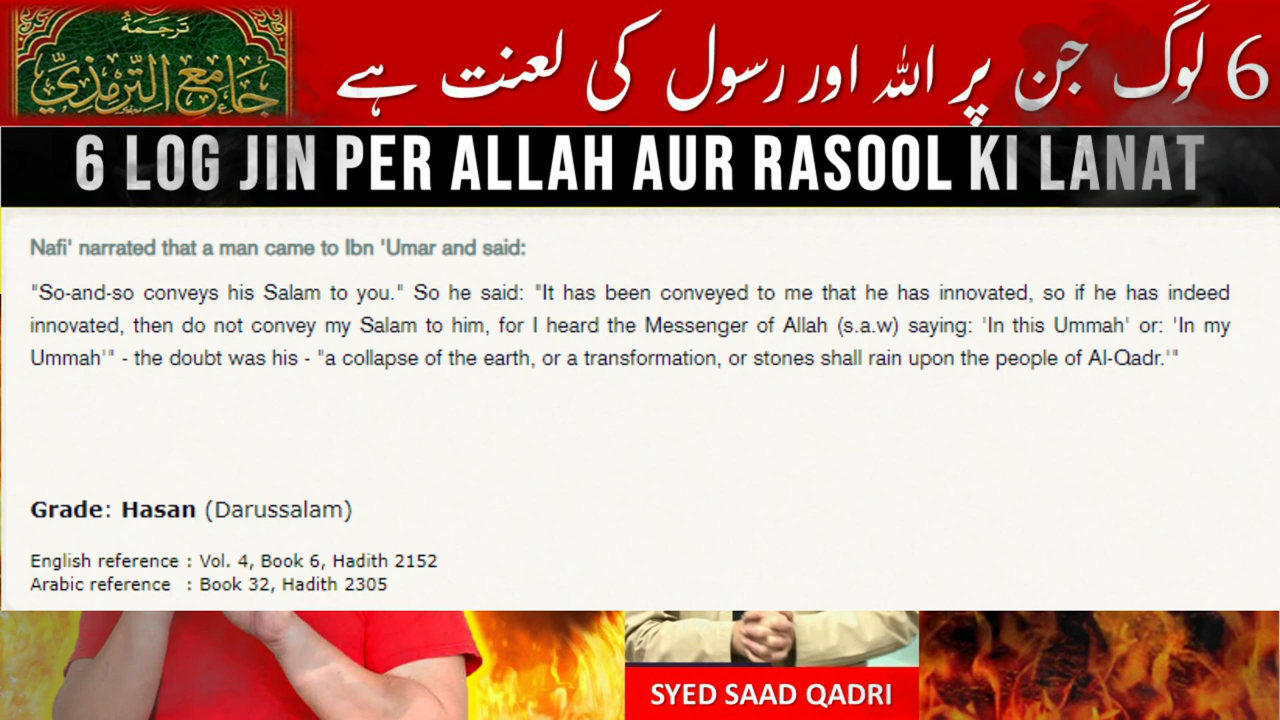 ترجمة
جامع الترمذي
6 لوگ جن پر اللہ اور رسول کی لعنت ہے
6 LOG JIN PER ALLAH AUR RASOOL KI LANAT
Nafi' narrated that a man came to Ibn 'Umar and said:
"So-and-so conveys his Salam to you." So he said: "It has been conveyed to me that he has innovated, so if he has indeed
innovated, then do not convey my Salam to him, for I heard the Messenger of Allah (s.a.w) saying: 'In this Ummah' or: 'In my
Ummah'" - the doubt was his - "a collapse of the earth, or a transformation, or stones shall rain upon the people of Al-Qadr.'"
Grade: Hasan (Darussalam)
English reference : Vol. 4, Book 6, Hadith 2152
Arabic reference : Book 32, Hadith 2305
SYED SAAD QADRI